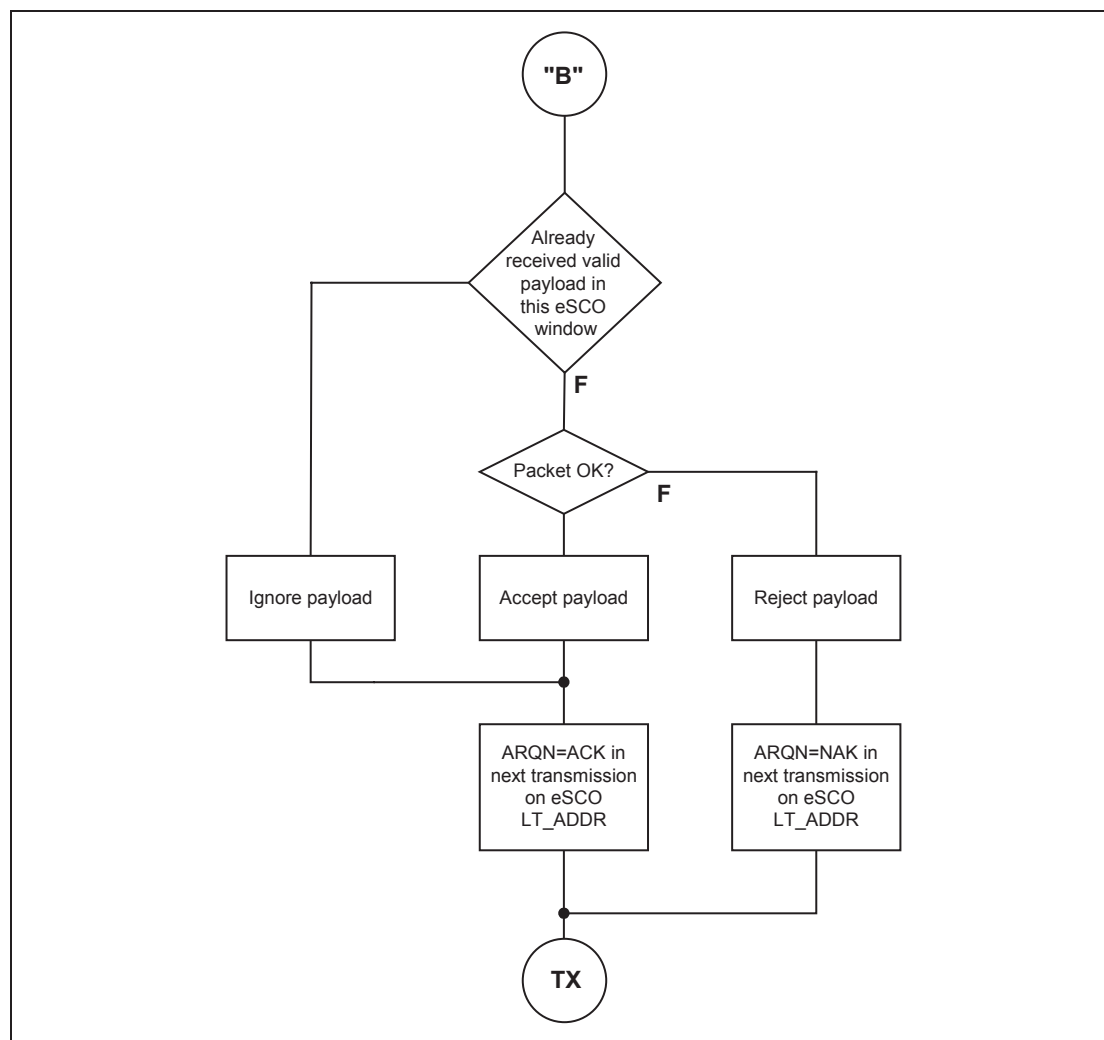 "B"
Already
received valid
payload in
this eSCO
window
F
Packet OK?
F
Ignore payload
Accept payload
Reject payload
ARQN=ACK in
next transmission
on eSCO
LT_ADDR
ARQN=NAK in
next transmission
on eSCO
LT_ADDR
TX